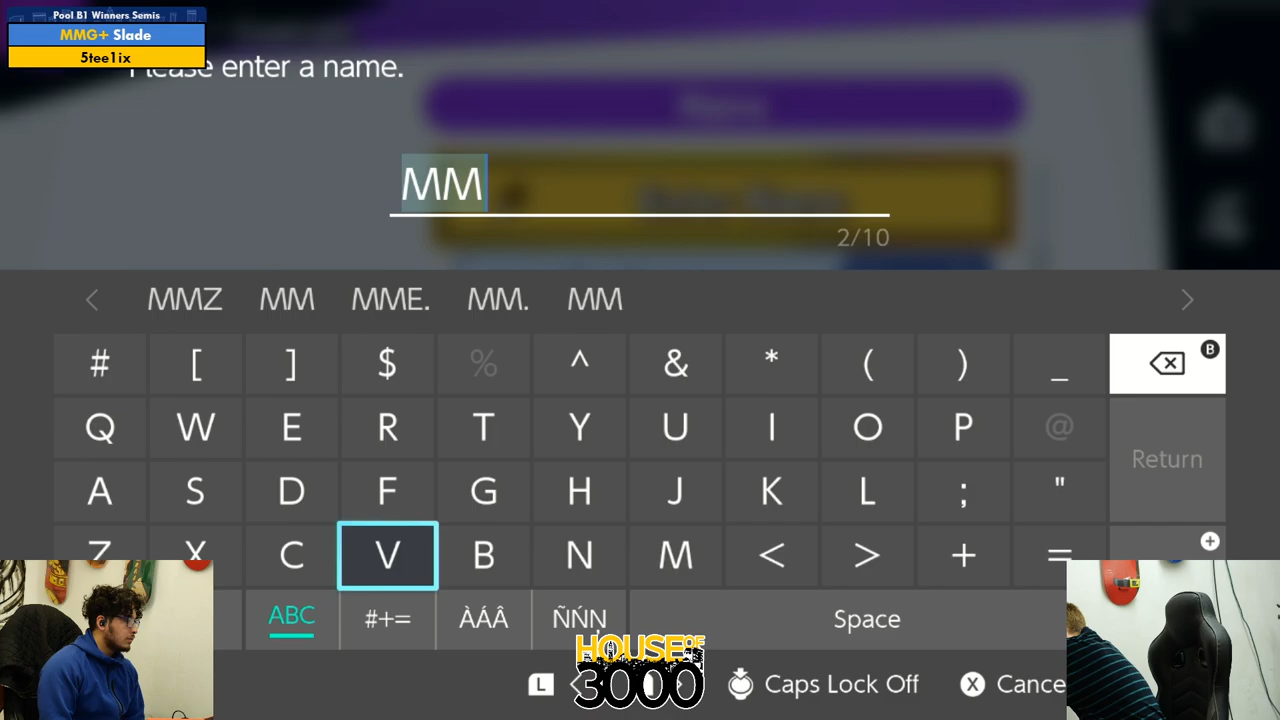 Pool B1 Winners Semis
MMG+ Slade
5tee1ix
Please enter a name.
MM
2/10
MMZ MM MME. MM. MM
# [ ] $ % ^ & * ( ) _ B
Q W E R T Y U I O P @
Return
A S D F G H J K L ; "
Z X C V B N M < > + = +
ABC #+= ÀÁÂ ÑŃṆ Space
HOUSE OF
3000
L Caps Lock Off X Cance